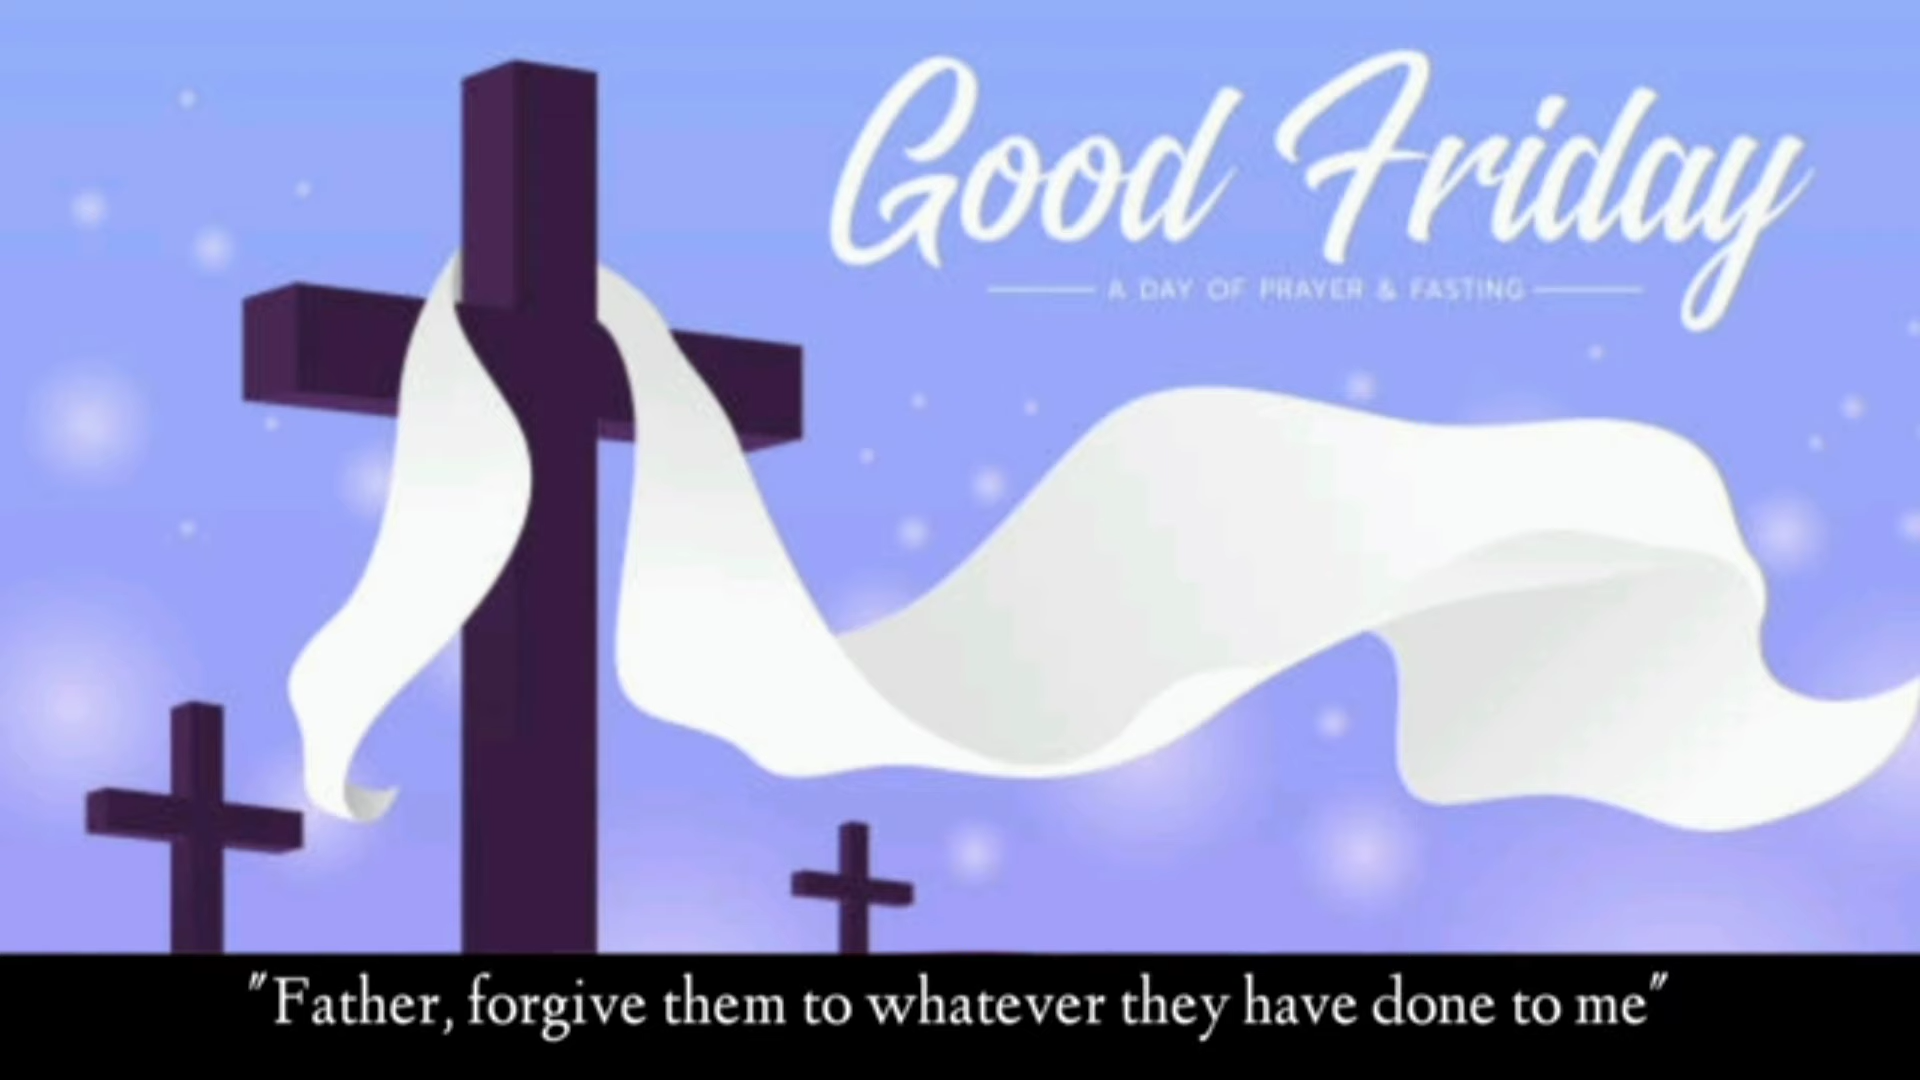 Good Friday
A DAY OF PRAYER & FASTING
"Father, forgive them to whatever they have done to me"